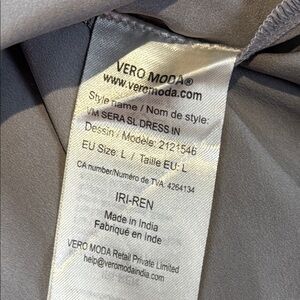 VERO MODA®
www.veromoda.com
Style name / Nom de style:
VM SERA SL DRESS IN
Dessin / Modèle: 2121546
EU Size: L / Taille EU: L
CA number/Numéro de TVA: 4264134
IRI-REN
Made in India
Fabriqué en Inde
VERO MODA Retail Private Limited
help@veromodaindia.com